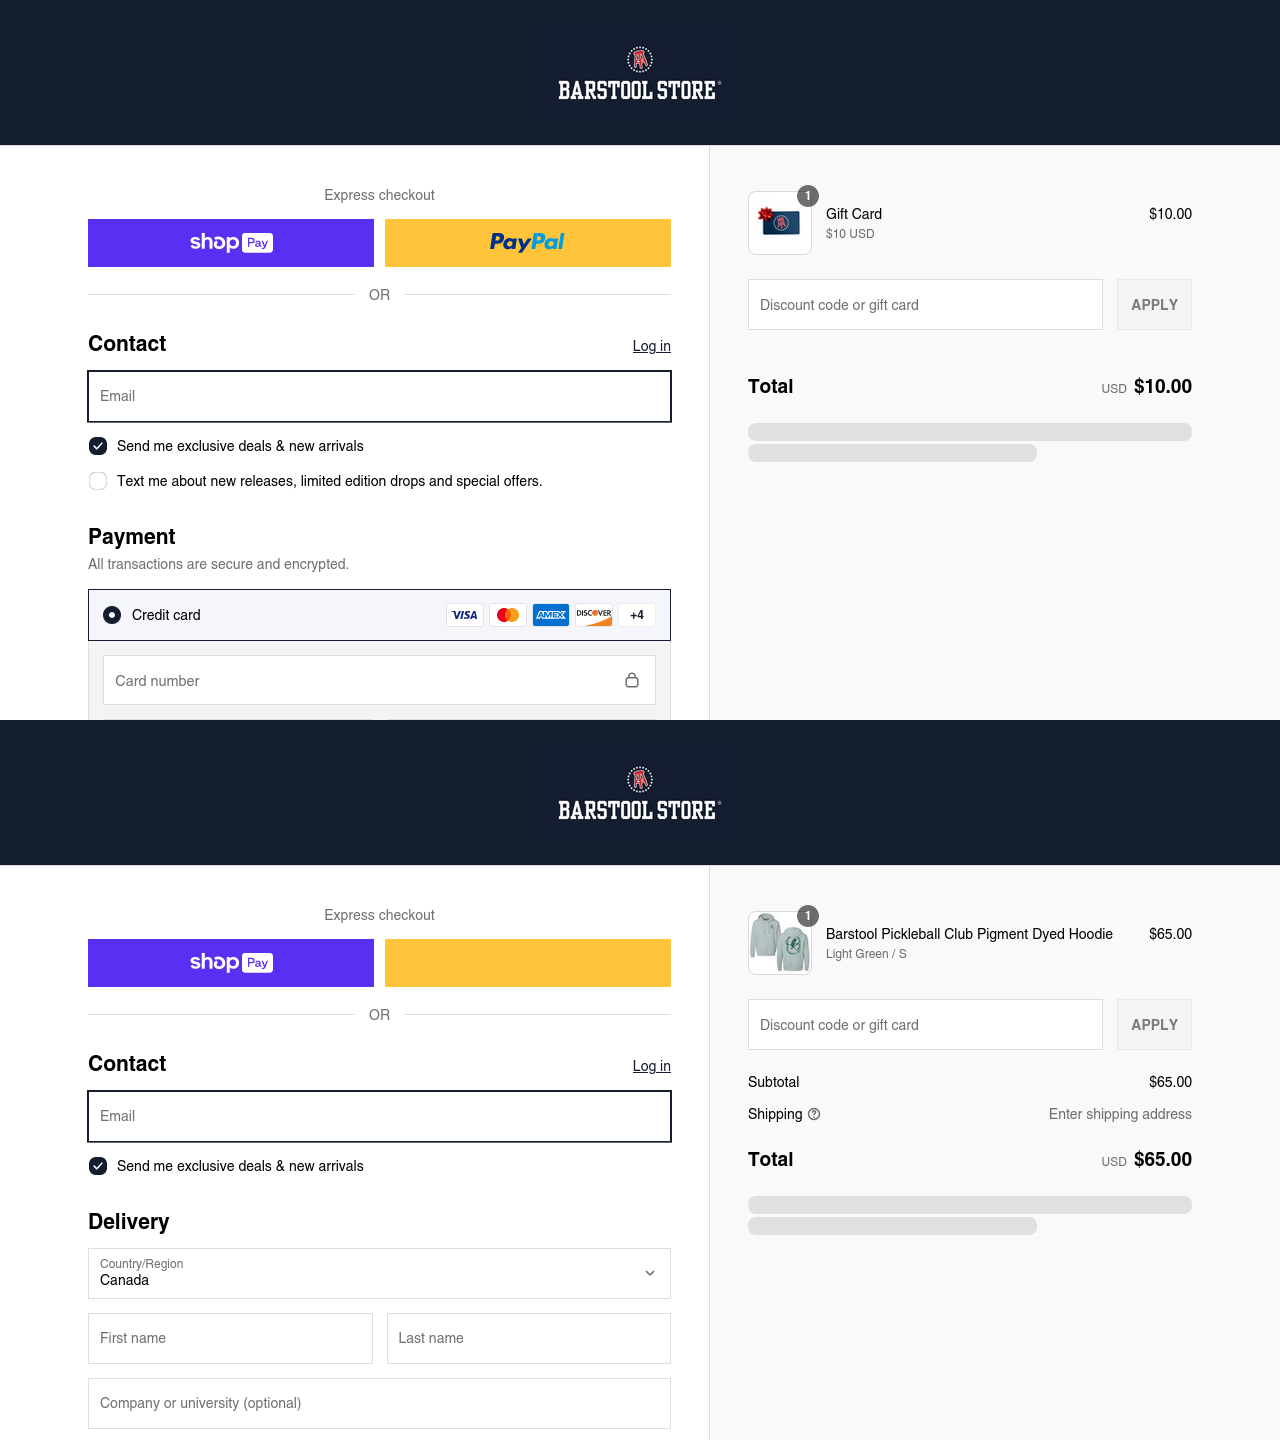 BARSTOOL STORE
Express checkout
shop Pay
PayPal
OR
Contact
Log in
Email
Send me exclusive deals & new arrivals
Text me about new releases, limited edition drops and special offers.
Payment
All transactions are secure and encrypted.
Credit card
VISA
AMEX
DISCOVER
+4
Card number
1
Gift Card
$10.00
$10 USD
Discount code or gift card
APPLY
Total
USD $10.00
BARSTOOL STORE
Express checkout
shop Pay
OR
Contact
Log in
Email
Send me exclusive deals & new arrivals
Delivery
Country/Region
Canada
First name
Last name
Company or university (optional)
1
Barstool Pickleball Club Pigment Dyed Hoodie
$65.00
Light Green / S
Discount code or gift card
APPLY
Subtotal
$65.00
Shipping
Enter shipping address
Total
USD $65.00